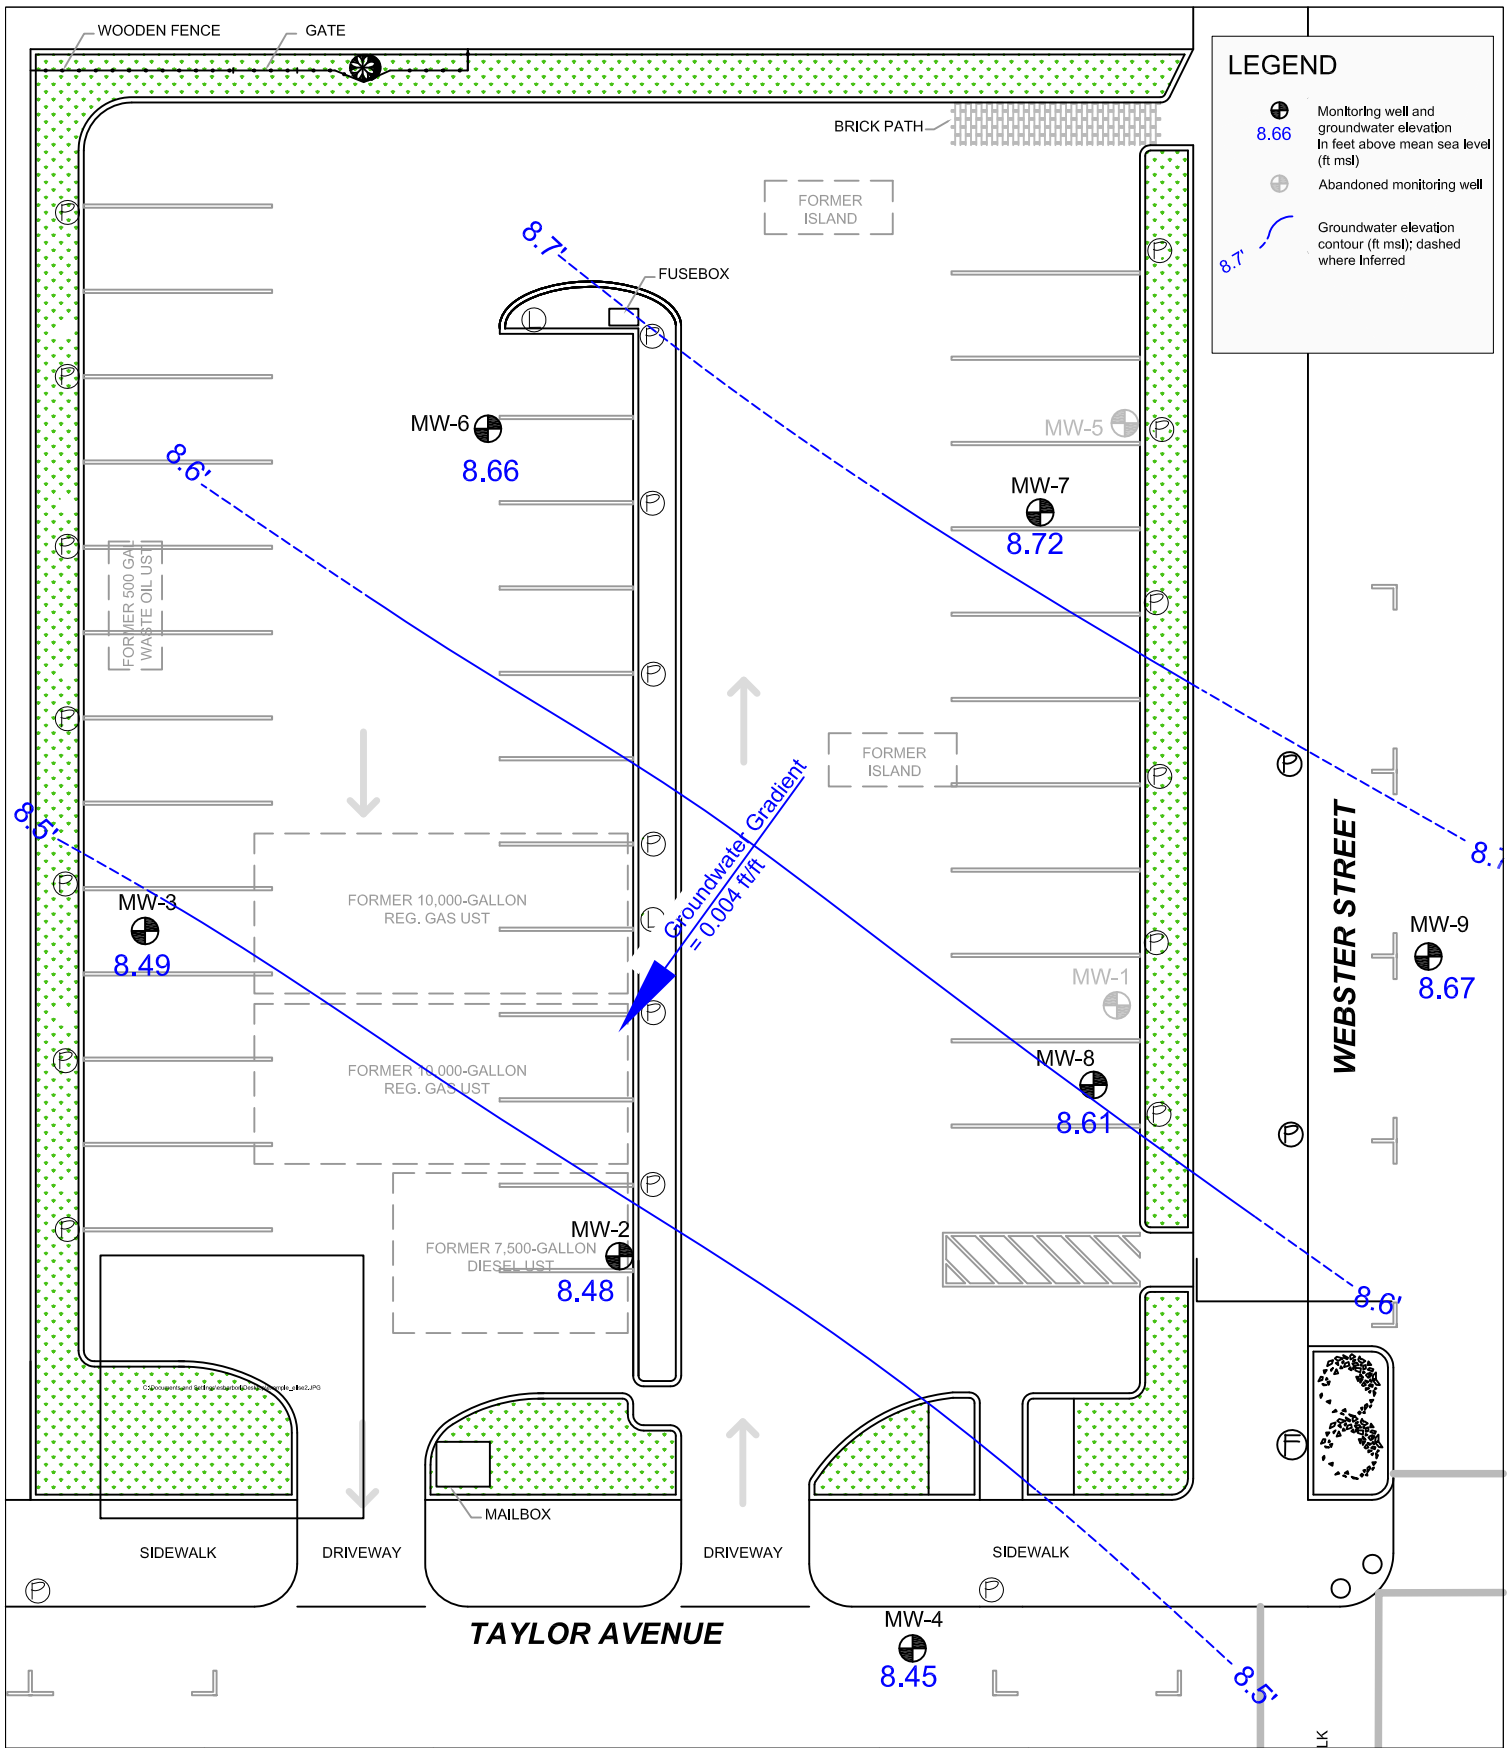 WOODEN FENCE
GATE
LEGEND
8.66
Monitoring well and
groundwater elevation
in feet above mean sea level
(ft msl)
Abandoned monitoring well
8.7'
Groundwater elevation
contour (ft msl); dashed
where inferred
BRICK PATH
FORMER
ISLAND
8.7'
FUSEBOX
P
P
L
P
MW-6
8.66
8.6'
MW-5
P
P
MW-7
8.72
P
P
FORMER 500 GAL
WASTE OIL UST
P
P
P
P
FORMER
ISLAND
P
P
8.5'
Groundwater Gradient
= 0.004 ft/ft
P
8.7
WEBSTER STREET
P
MW-3
8.49
FORMER 10,000-GALLON
REG. GAS UST
L
P
MW-9
8.67
MW-1
P
P
FORMER 10,000-GALLON
REG. GAS UST
MW-8
8.61
P
P
P
P
MW-2
FORMER 7,500-GALLON
DIESEL UST
8.48
8.6'
F
MAILBOX
SIDEWALK
DRIVEWAY
DRIVEWAY
SIDEWALK
P
P
TAYLOR AVENUE
MW-4
8.45
8.5'
LK